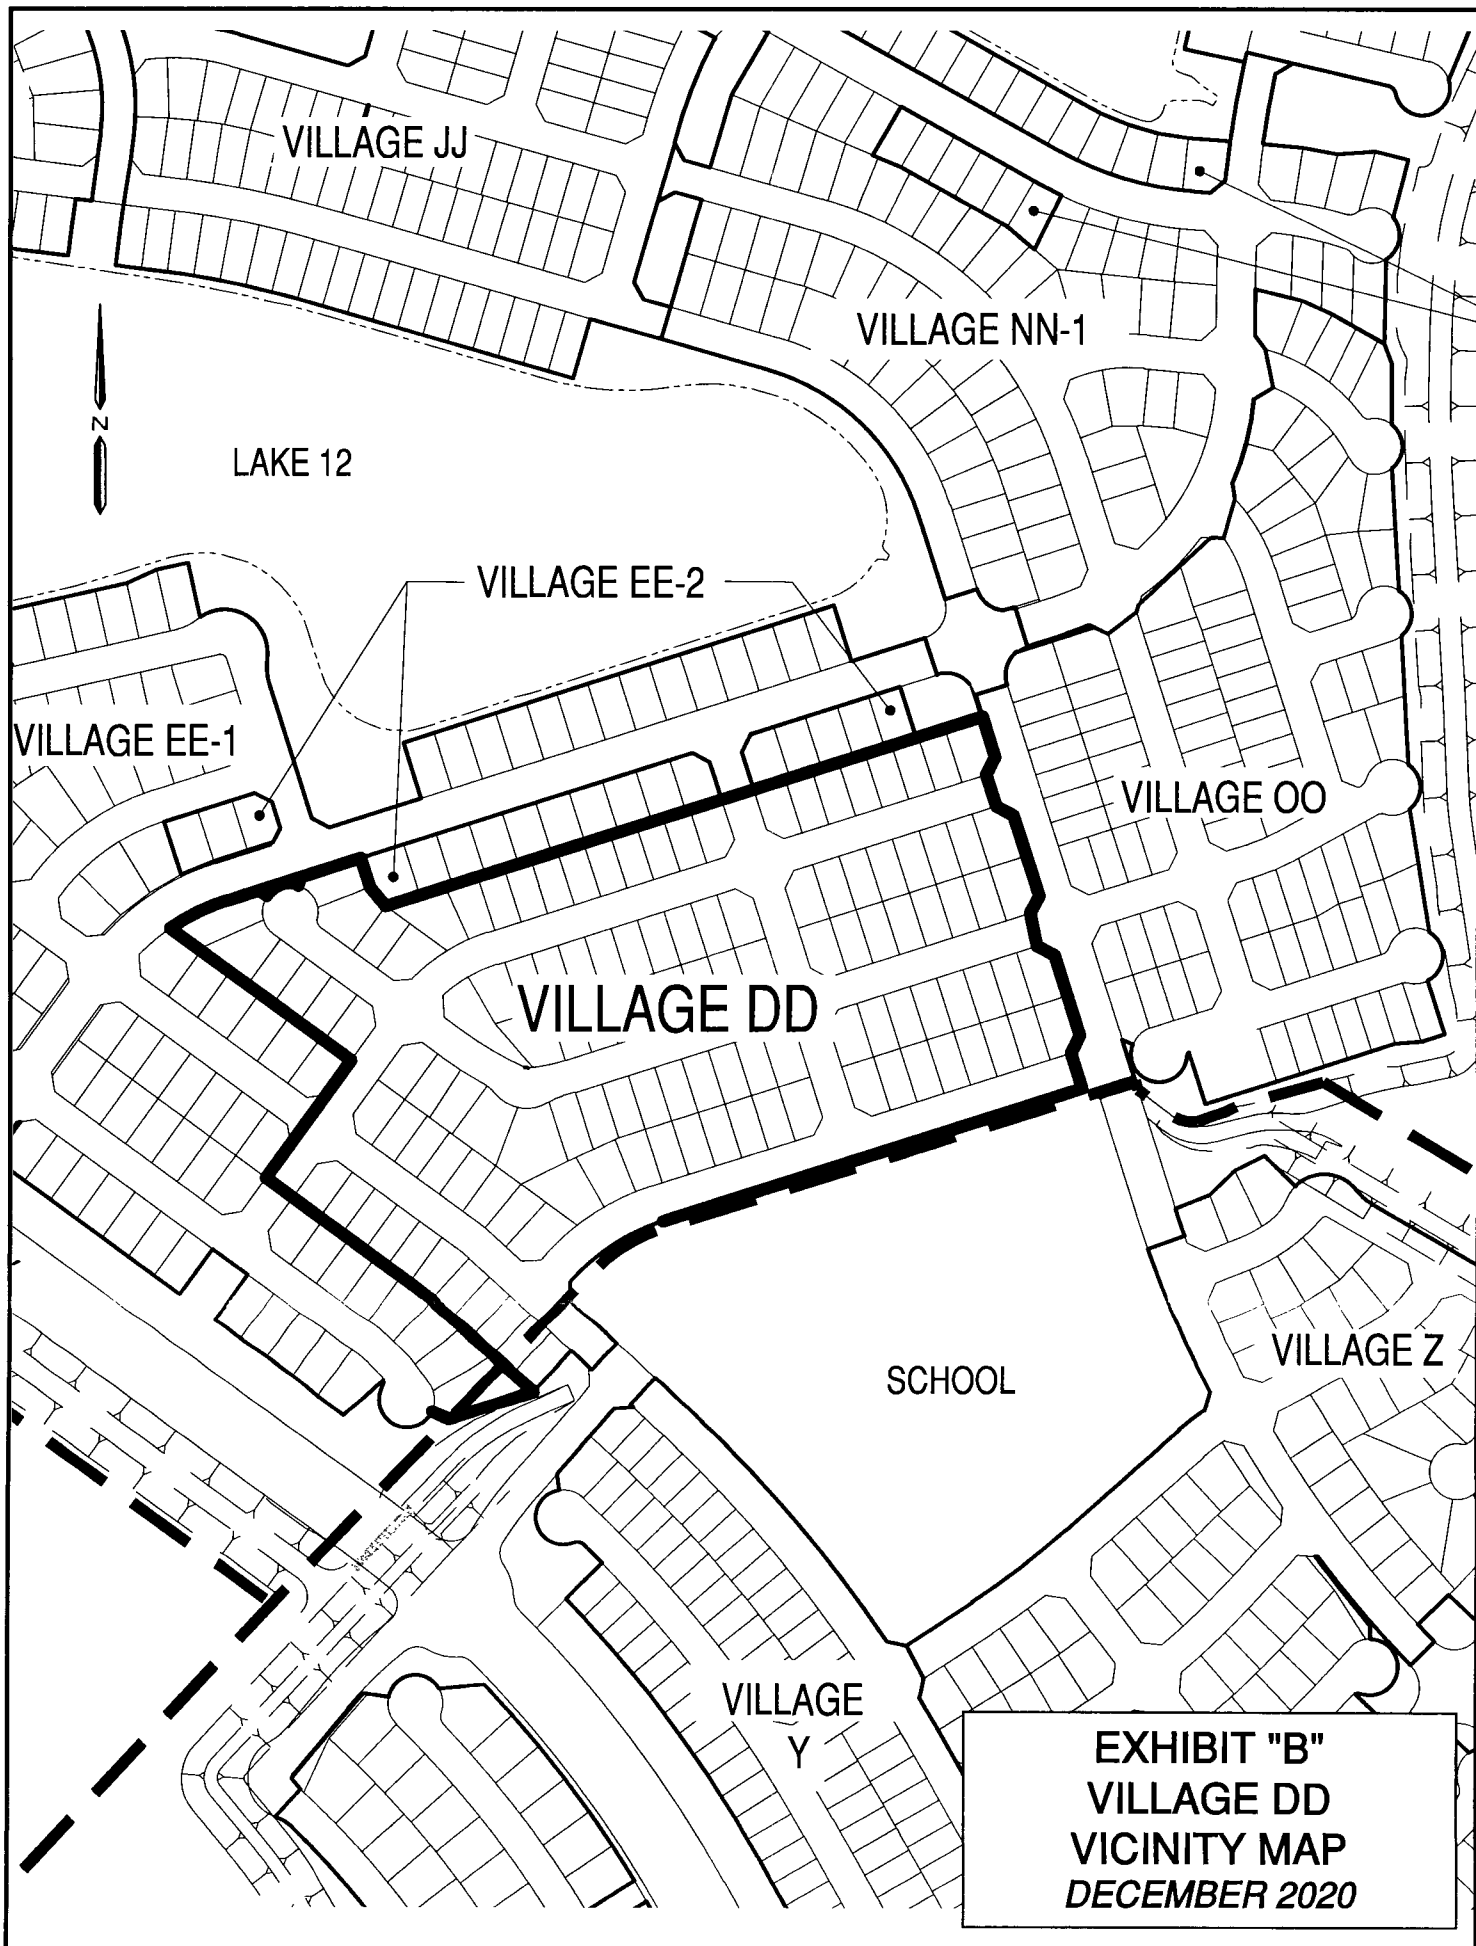 VILLAGE JJ
VILLAGE NN-1
Z
LAKE 12
VILLAGE EE-2
VILLAGE EE-1
VILLAGE OO
VILLAGE DD
VILLAGE Z
SCHOOL
VILLAGE
Y
EXHIBIT "B"
VILLAGE DD
VICINITY MAP
DECEMBER 2020